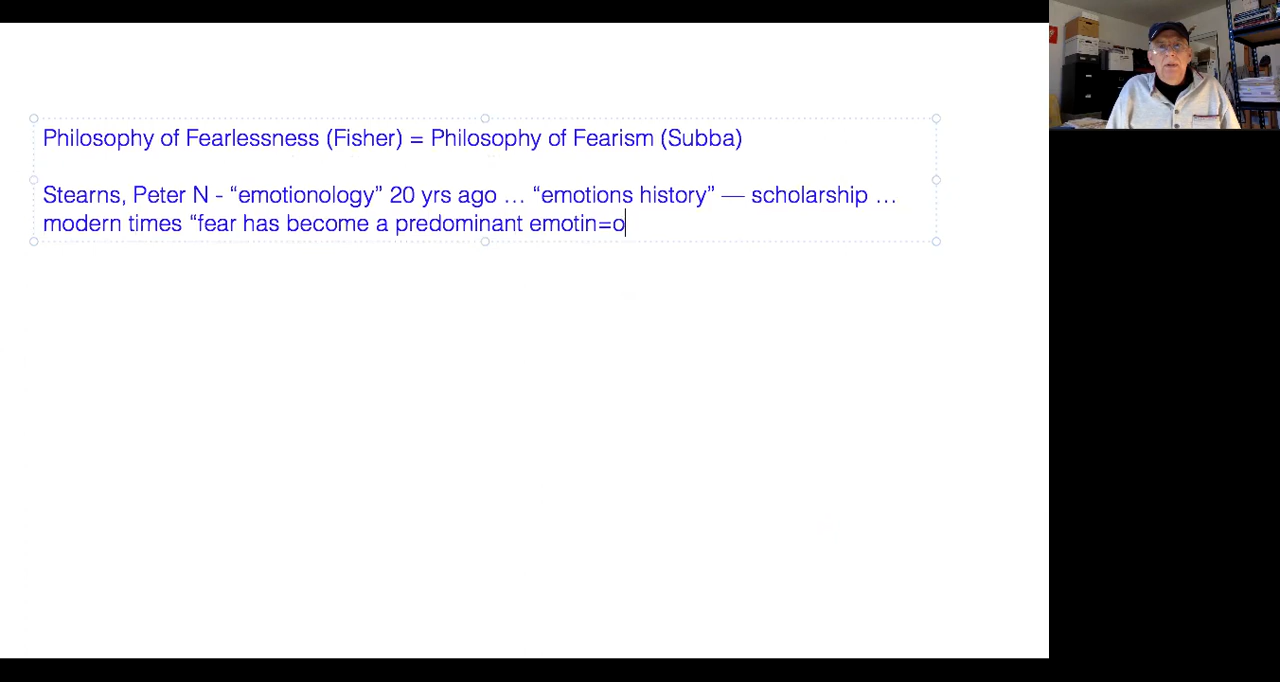 Philosophy of Fearlessness (Fisher) = Philosophy of Fearism (Subba)
Stearns, Peter N - “emotionology” 20 yrs ago … “emotions history” — scholarship …
modern times “fear has become a predominant emotin=o